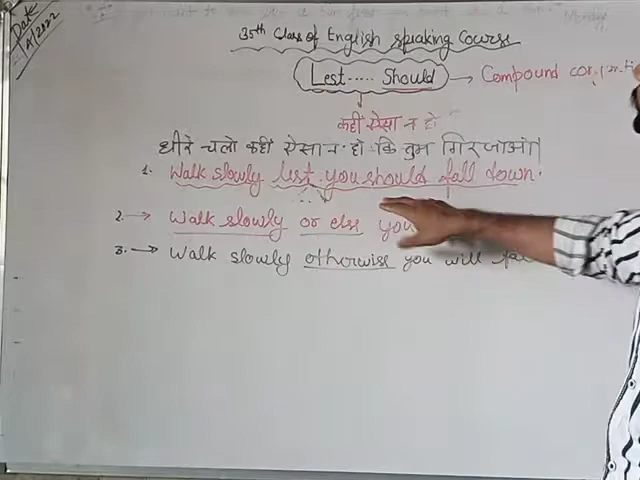 Date
35th Class of English Speaking Course
Lest..... Should → Compound
कहीं ऐसा न हो
धीरे चलो कहीं ऐसा न हो कि तुम गिर जाओ।
1. Walk slowly lest you should fall down.
2. → Walk slowly or else you
3. → Walk slowly otherwise you will